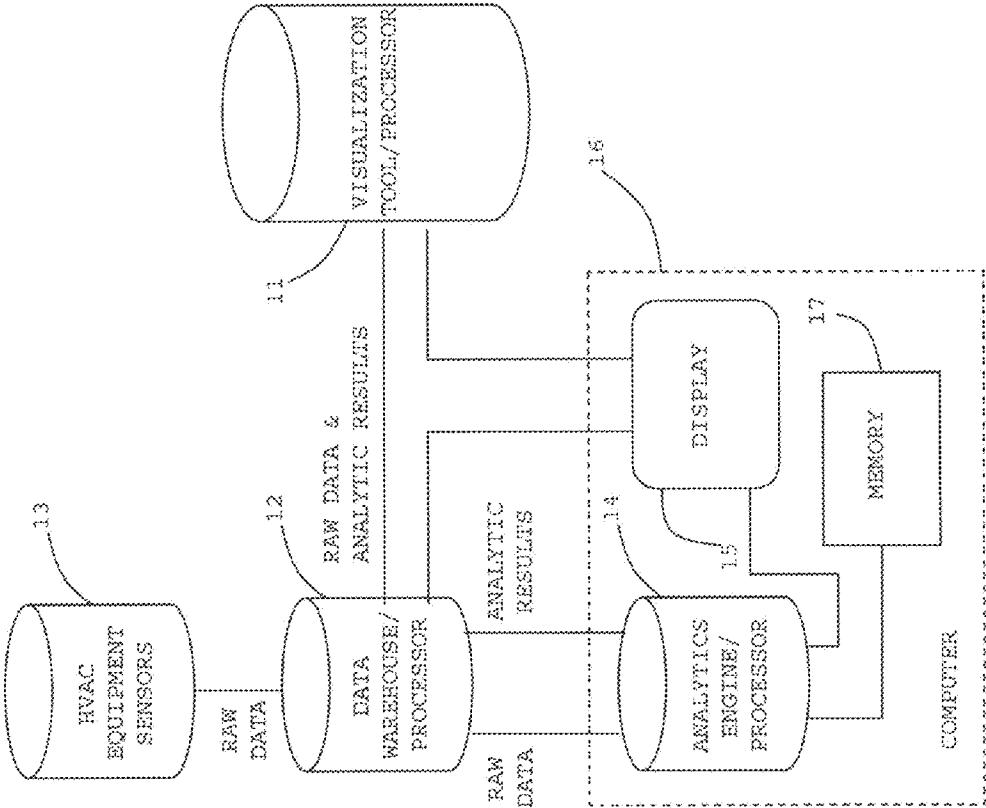 13
HVAC
EQUIPMENT
SENSORS
RAW
DATA
12
DATA
WAREHOUSE/
PROCESSOR
RAW DATA &
ANALYTIC RESULTS
11
VISUALIZATION
TOOL/PROCESSOR
RAW
DATA
ANALYTIC
RESULTS
14
ANALYTICS
ENGINE/
PROCESSOR
15
DISPLAY
16
17
MEMORY
COMPUTER